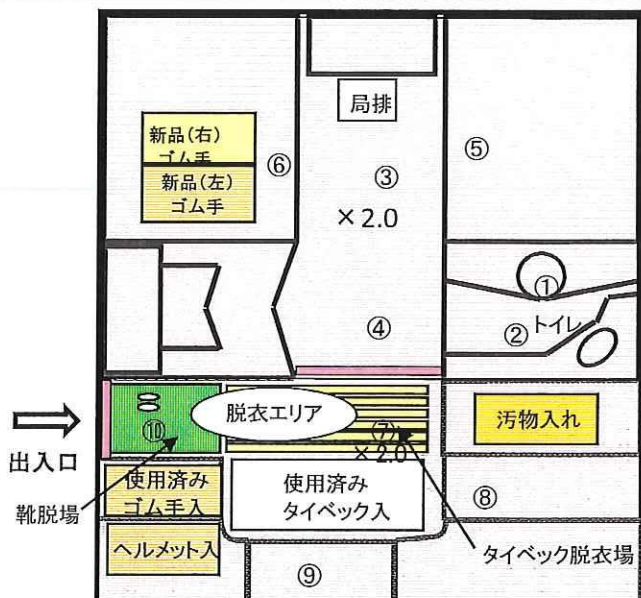 局排
新品(右)
ゴム手
新品(左)
ゴム手
⑥
③
×2.0
⑤
①
②
トイレ
④
出入口
⑩
脱衣エリア
⑦
×2.0
汚物入れ
靴脱場
使用済み
ゴム手入
使用済み
タイベック入
⑧
ヘルメット入
タイベック脱衣場
⑨